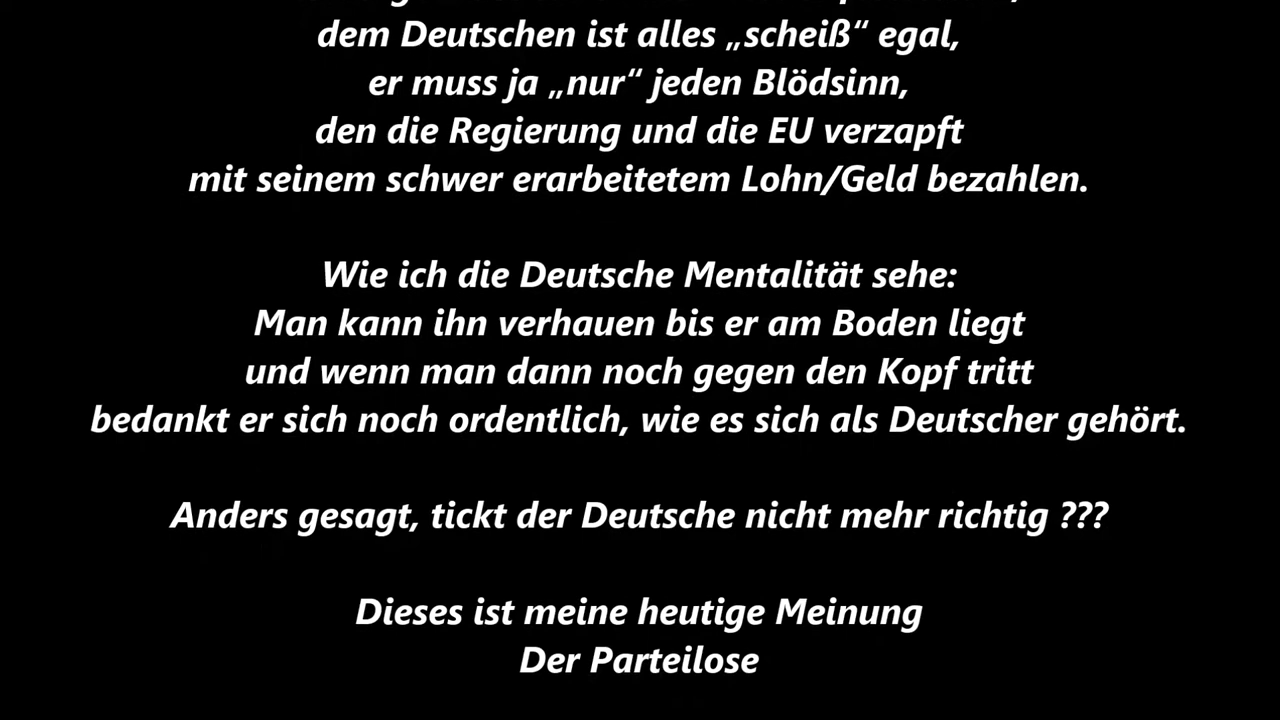 dem Deutschen ist alles „scheiß“ egal,
er muss ja „nur“ jeden Blödsinn,
den die Regierung und die EU verzapft
mit seinem schwer erarbeitetem Lohn/Geld bezahlen.
Wie ich die Deutsche Mentalität sehe:
Man kann ihn verhauen bis er am Boden liegt
und wenn man dann noch gegen den Kopf tritt
bedankt er sich noch ordentlich, wie es sich als Deutscher gehört.
Anders gesagt, tickt der Deutsche nicht mehr richtig ???
Dieses ist meine heutige Meinung
Der Parteilose